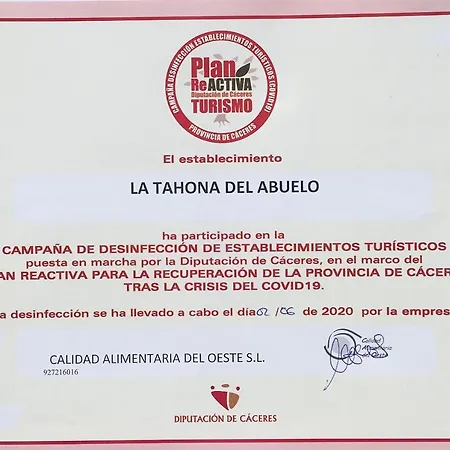 CAMPAÑA DESINFECCIÓN ESTABLECIMIENTOS TURÍSTICOS (COVID19)
Plan
ReACTIVA
Diputación de Cáceres
TURISMO
PROVINCIA DE CÁCERES
El establecimiento
LA TAHONA DEL ABUELO
ha participado en la
CAMPAÑA DE DESINFECCIÓN DE ESTABLECIMIENTOS TURÍSTICOS
puesta en marcha por la Diputación de Cáceres, en el marco del
AN REACTIVA PARA LA RECUPERACIÓN DE LA PROVINCIA DE CÁCER
TRAS LA CRISIS DEL COVID19.
a desinfección se ha llevado a cabo el día 02 /06 de 2020 por la empres
CALIDAD ALIMENTARIA DEL OESTE S.L.
927216016
Calidad
Alimentaria
del Oeste
DIPUTACIÓN DE CÁCERES